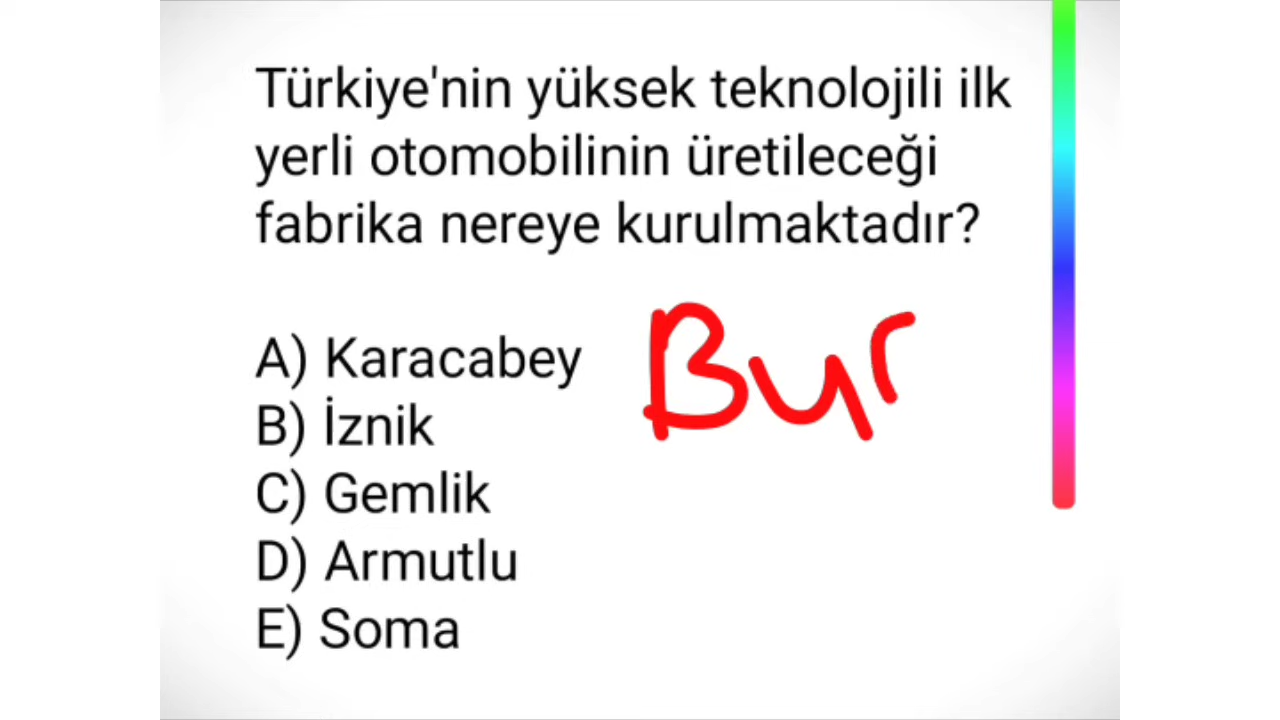 Türkiye'nin yüksek teknolojili ilk
yerli otomobilinin üretileceği
fabrika nereye kurulmaktadır?
A) Karacabey
Bur
B) İznik
C) Gemlik
D) Armutlu
E) Soma